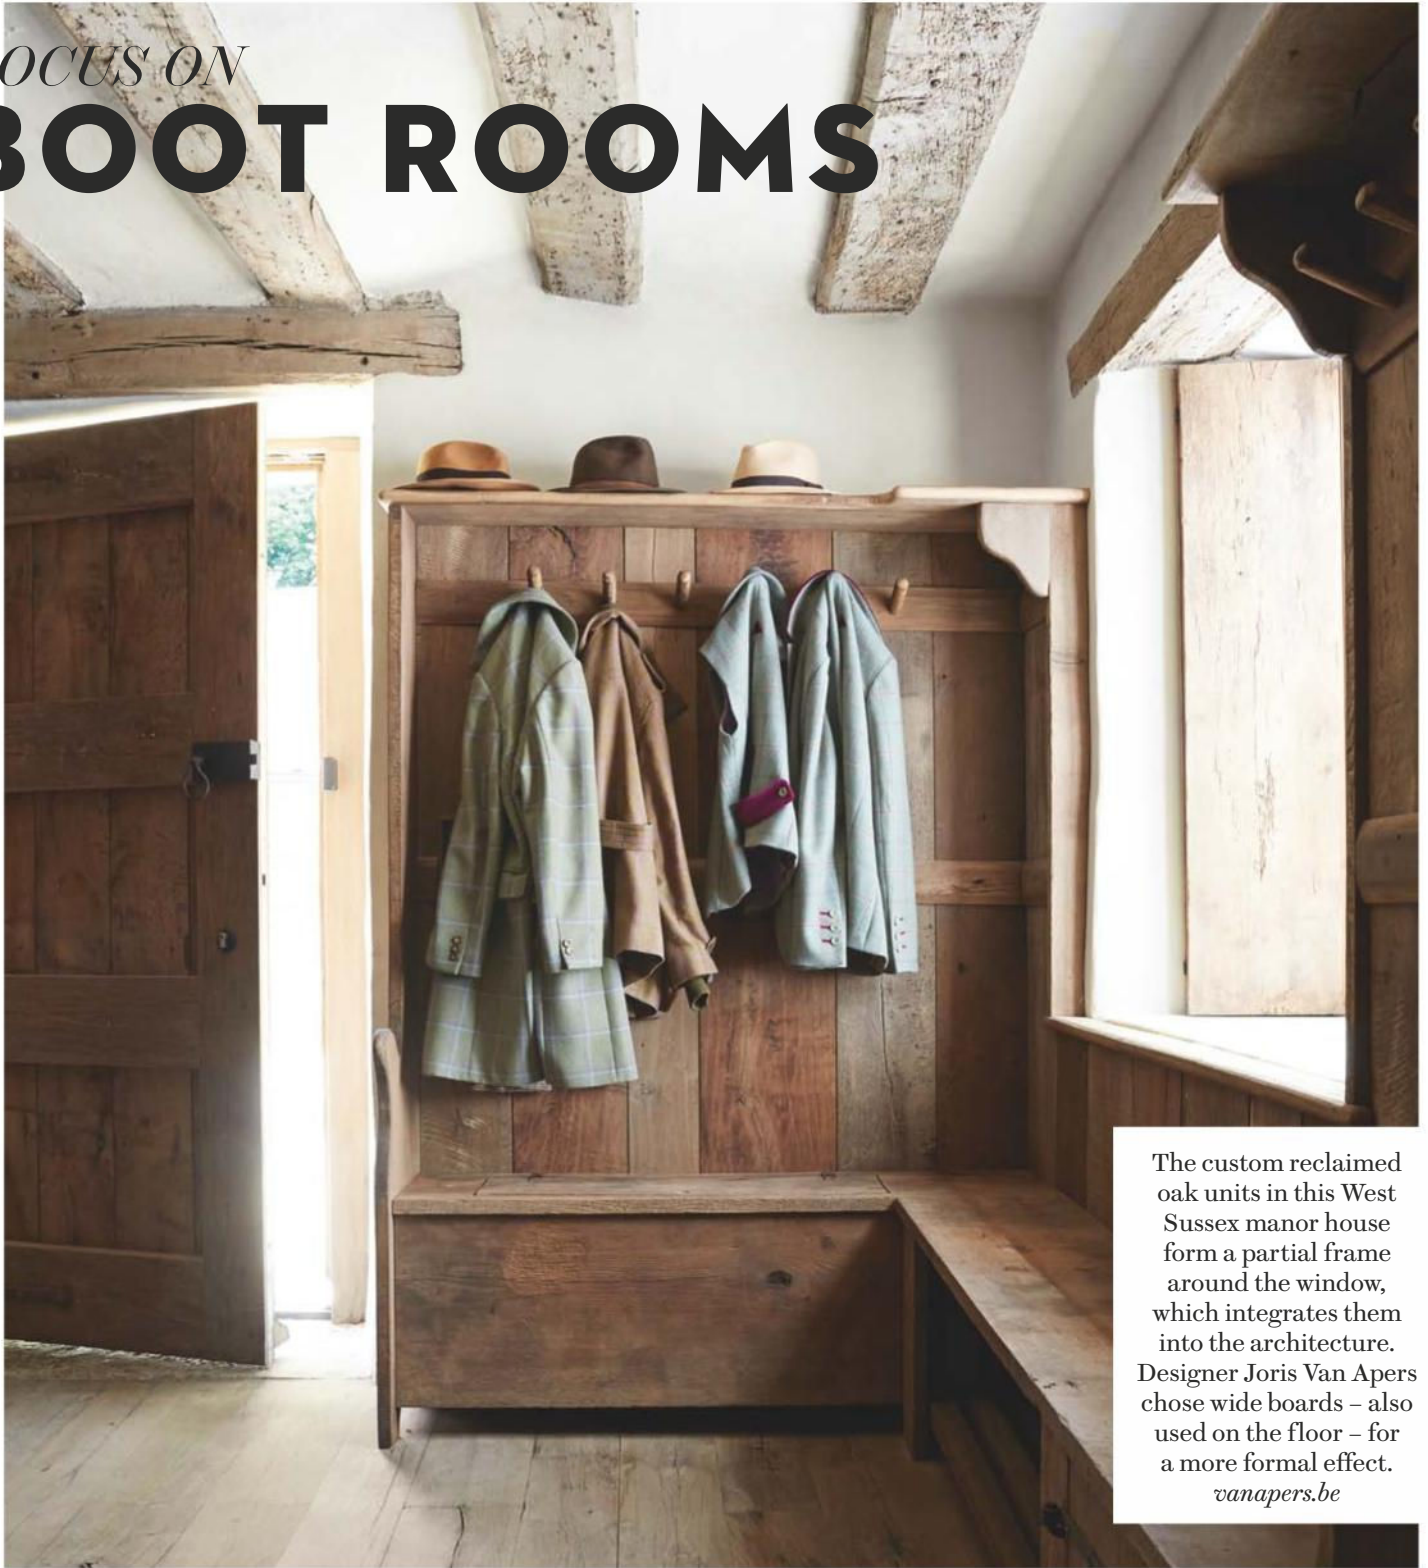 OCUS ON
BOOT ROOMS
The custom reclaimed
oak units in this West
Sussex manor house
form a partial frame
around the window,
which integrates them
into the architecture.
Designer Joris Van Apers
chose wide boards – also
used on the floor – for
a more formal effect.
vanapers.be